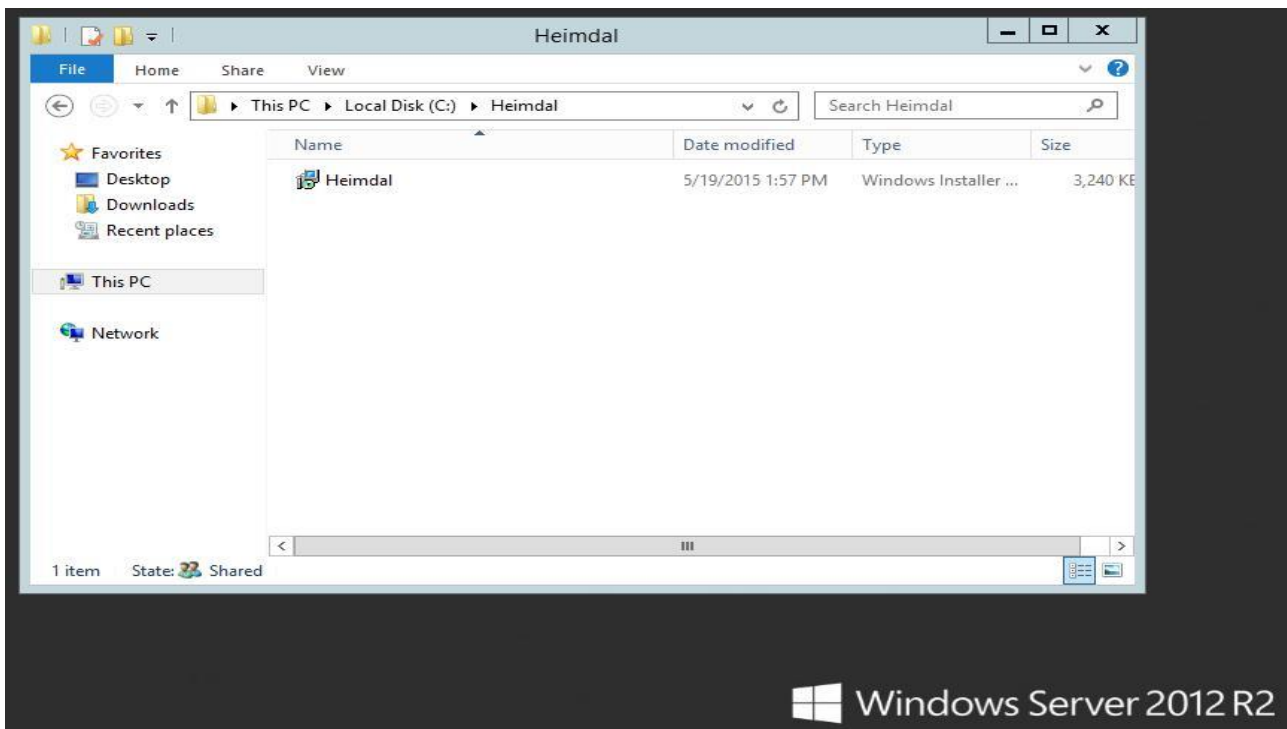 Heimdal
File Home Share View
This PC Local Disk (C:) Heimdal Search Heimdal
Name Date modified Type Size
Favorites
Heimdal 5/19/2015 1:57 PM Windows Installer ... 3,240 KB
Desktop
Downloads
Recent places
This PC
Network
1 item State: Shared
Windows Server 2012 R2